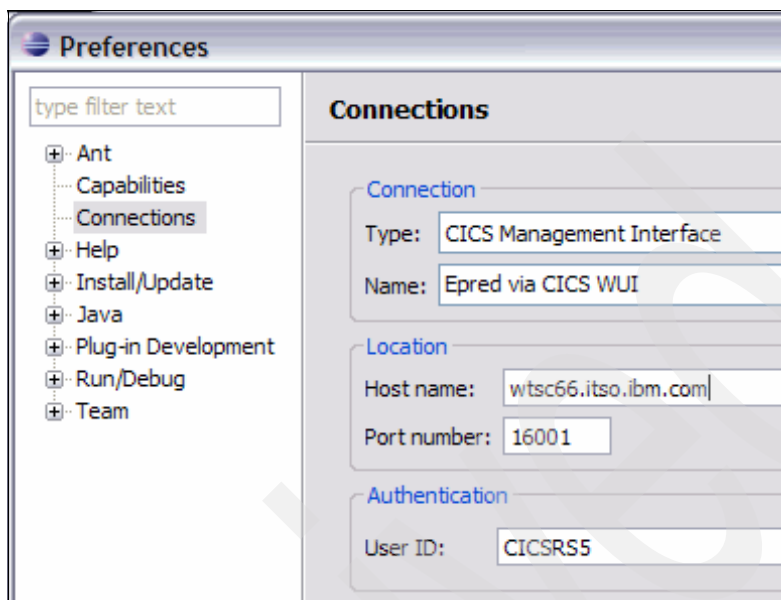 Preferences
type filter text
Ant
Capabilities
Connections
Help
Install/Update
Java
Plug-in Development
Run/Debug
Team
Connections
Connection
Type: CICS Management Interface
Name: Epred via CICS WUI
Location
Host name: wtsc66.itso.ibm.com
Port number: 16001
Authentication
User ID: CICSRS5